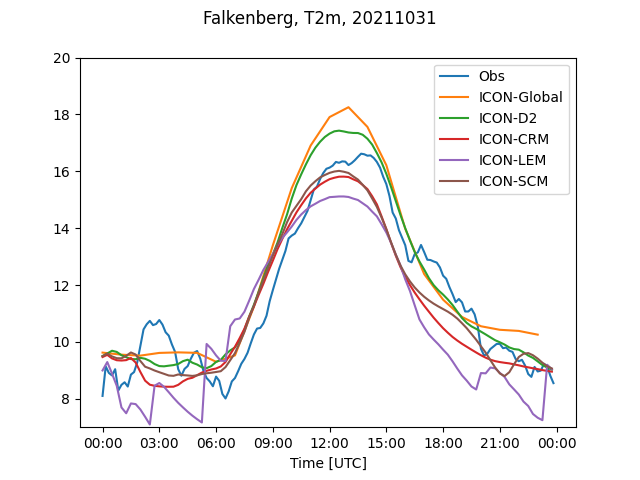 Falkenberg, T2m, 20211031
20
18
16
14
12
10
8
Obs
ICON-Global
ICON-D2
ICON-CRM
ICON-LEM
ICON-SCM
00:00 03:00 06:00 09:00 12:00 15:00 18:00 21:00 00:00
Time [UTC]